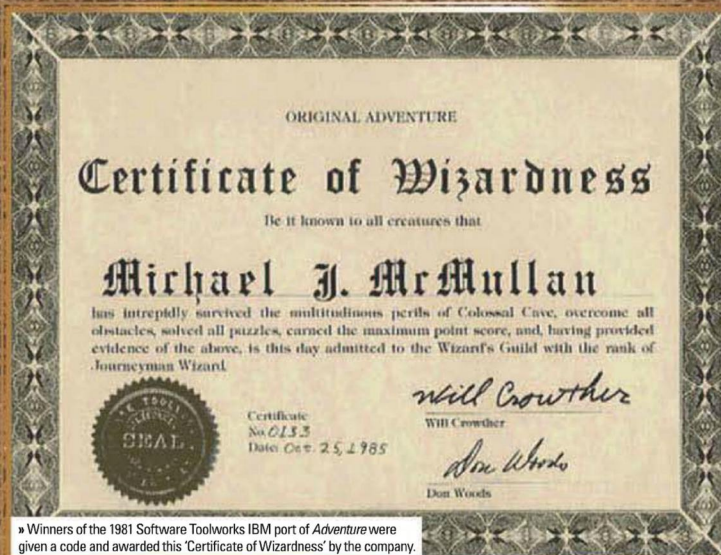 ORIGINAL ADVENTURE
Certificate of Wizardness
Be it known to all creatures that
Michael J. McMullan
has intrepidly survived the multitudinous perils of Colossal Cave, overcome all
obstacles, solved all puzzles, earned the maximum point score, and, having provided
evidence of the above, is this day admitted to the Wizard's Guild with the rank of
Journeyman Wizard
SEAL
Certificate
No. 0133
Date: Oct. 25, 1985
Will Crowther
Will Crowther
Don Woods
Don Woods
» Winners of the 1981 Software Toolworks IBM port of Adventure were
given a code and awarded this 'Certificate of Wizardness' by the company.